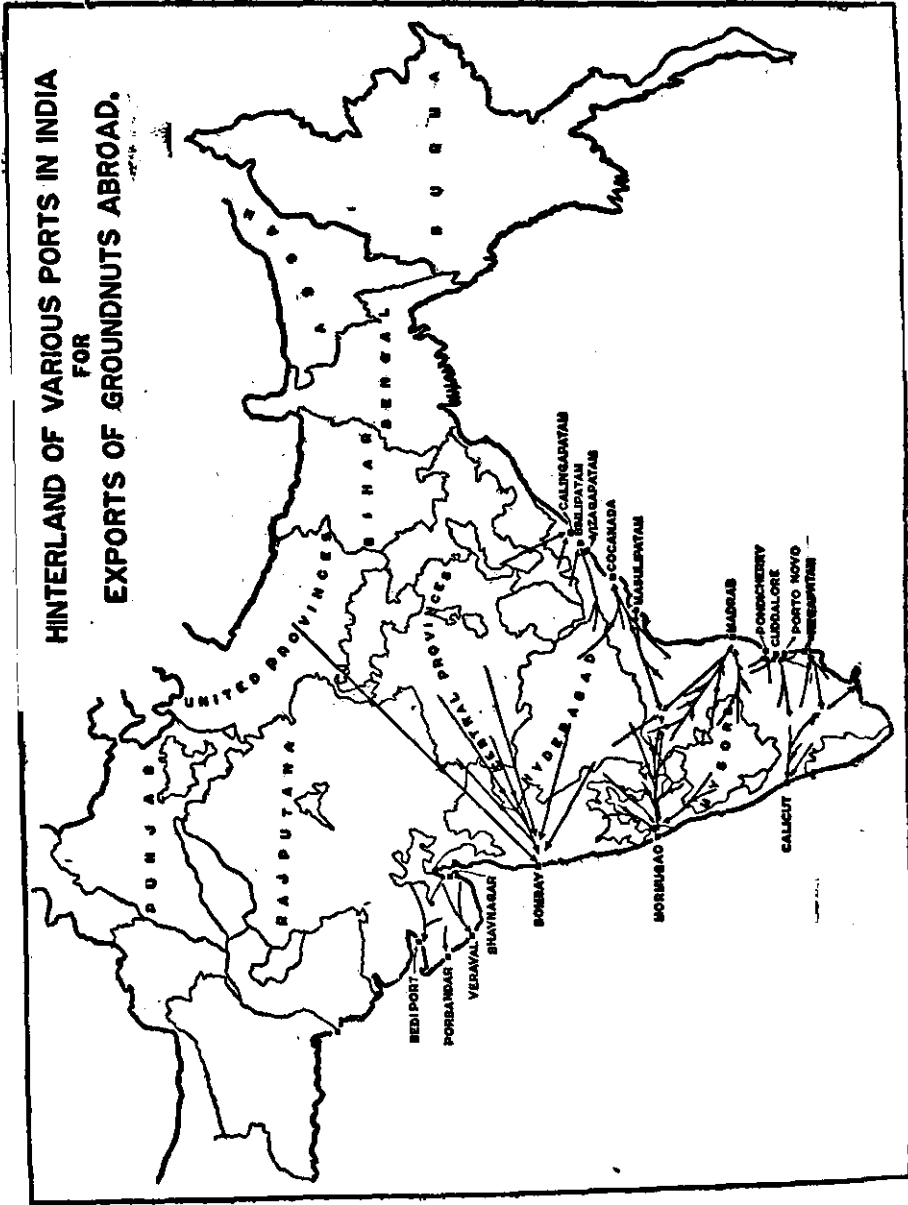 HINTERLAND OF VARIOUS PORTS IN INDIA
FOR
EXPORTS OF GROUNDNUTS ABROAD.
PUNJAB
RAJPUTANA
UNITED PROVINCES
BIHAR
BENGAL
ASSAM
BURMA
CENTRAL PROVINCES
HYDERABAD
MYSORE
BEDI PORT
PORBANDAR
VERAVAL
BHAVNAGAR
BOMBAY
MORMUGAO
CALICUT
CALINGAPATAM
BIMLIPATAM
VIZAGAPATAM
COCANADA
MASULIPATAM
MADRAS
PONDICHERRY
CUDDALORE
PORTO NOVO
NEGAPATAM